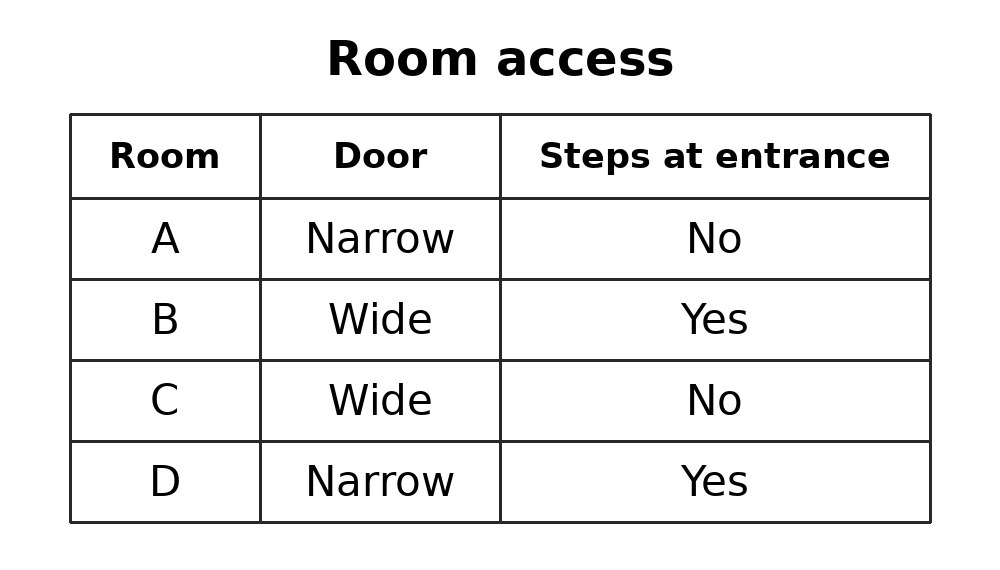 Room access
Room Door Steps at entrance
A Narrow No
B Wide Yes
C Wide No
D Narrow Yes